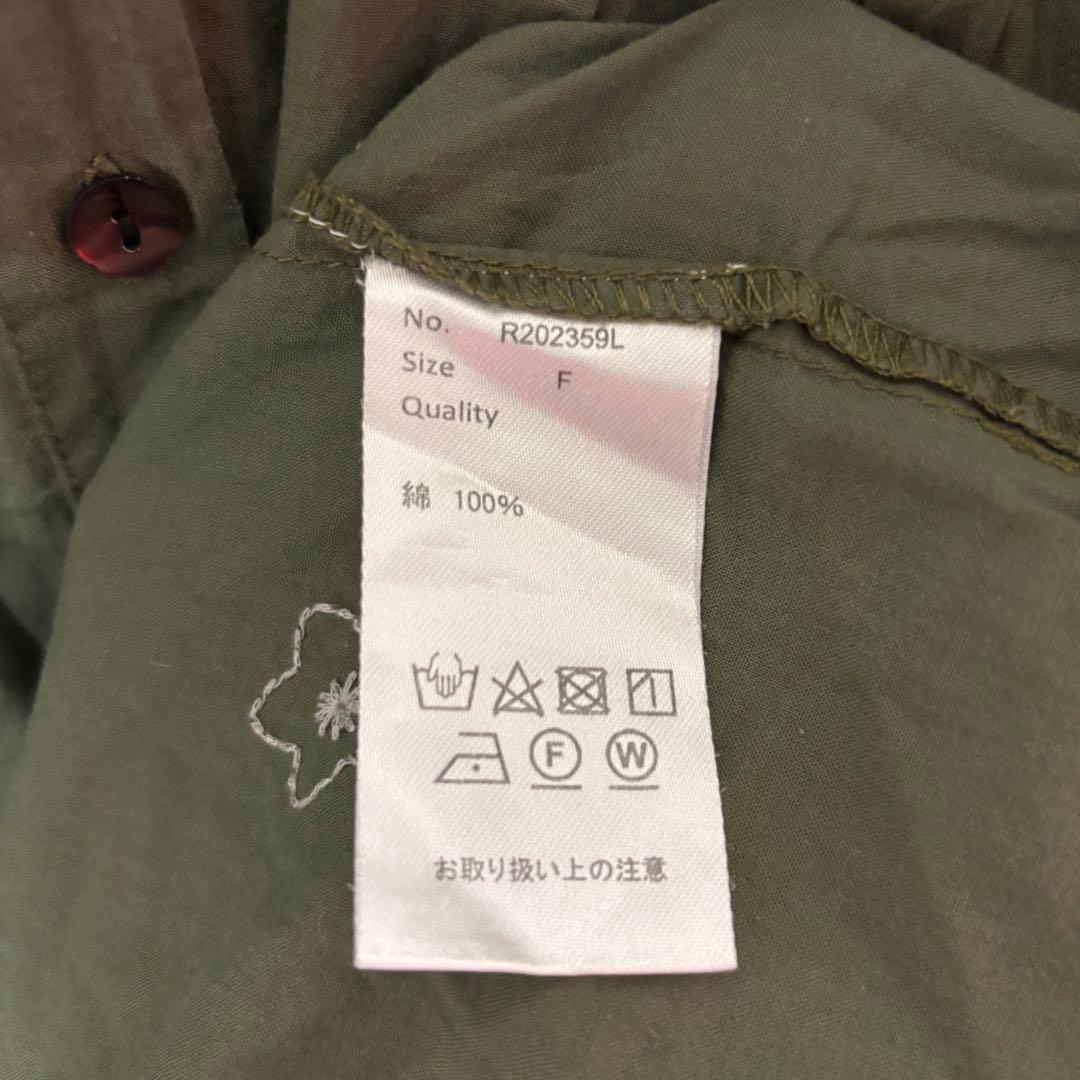 No. R202359L
Size F
Quality
綿 100%
F W
お取り扱い上の注意